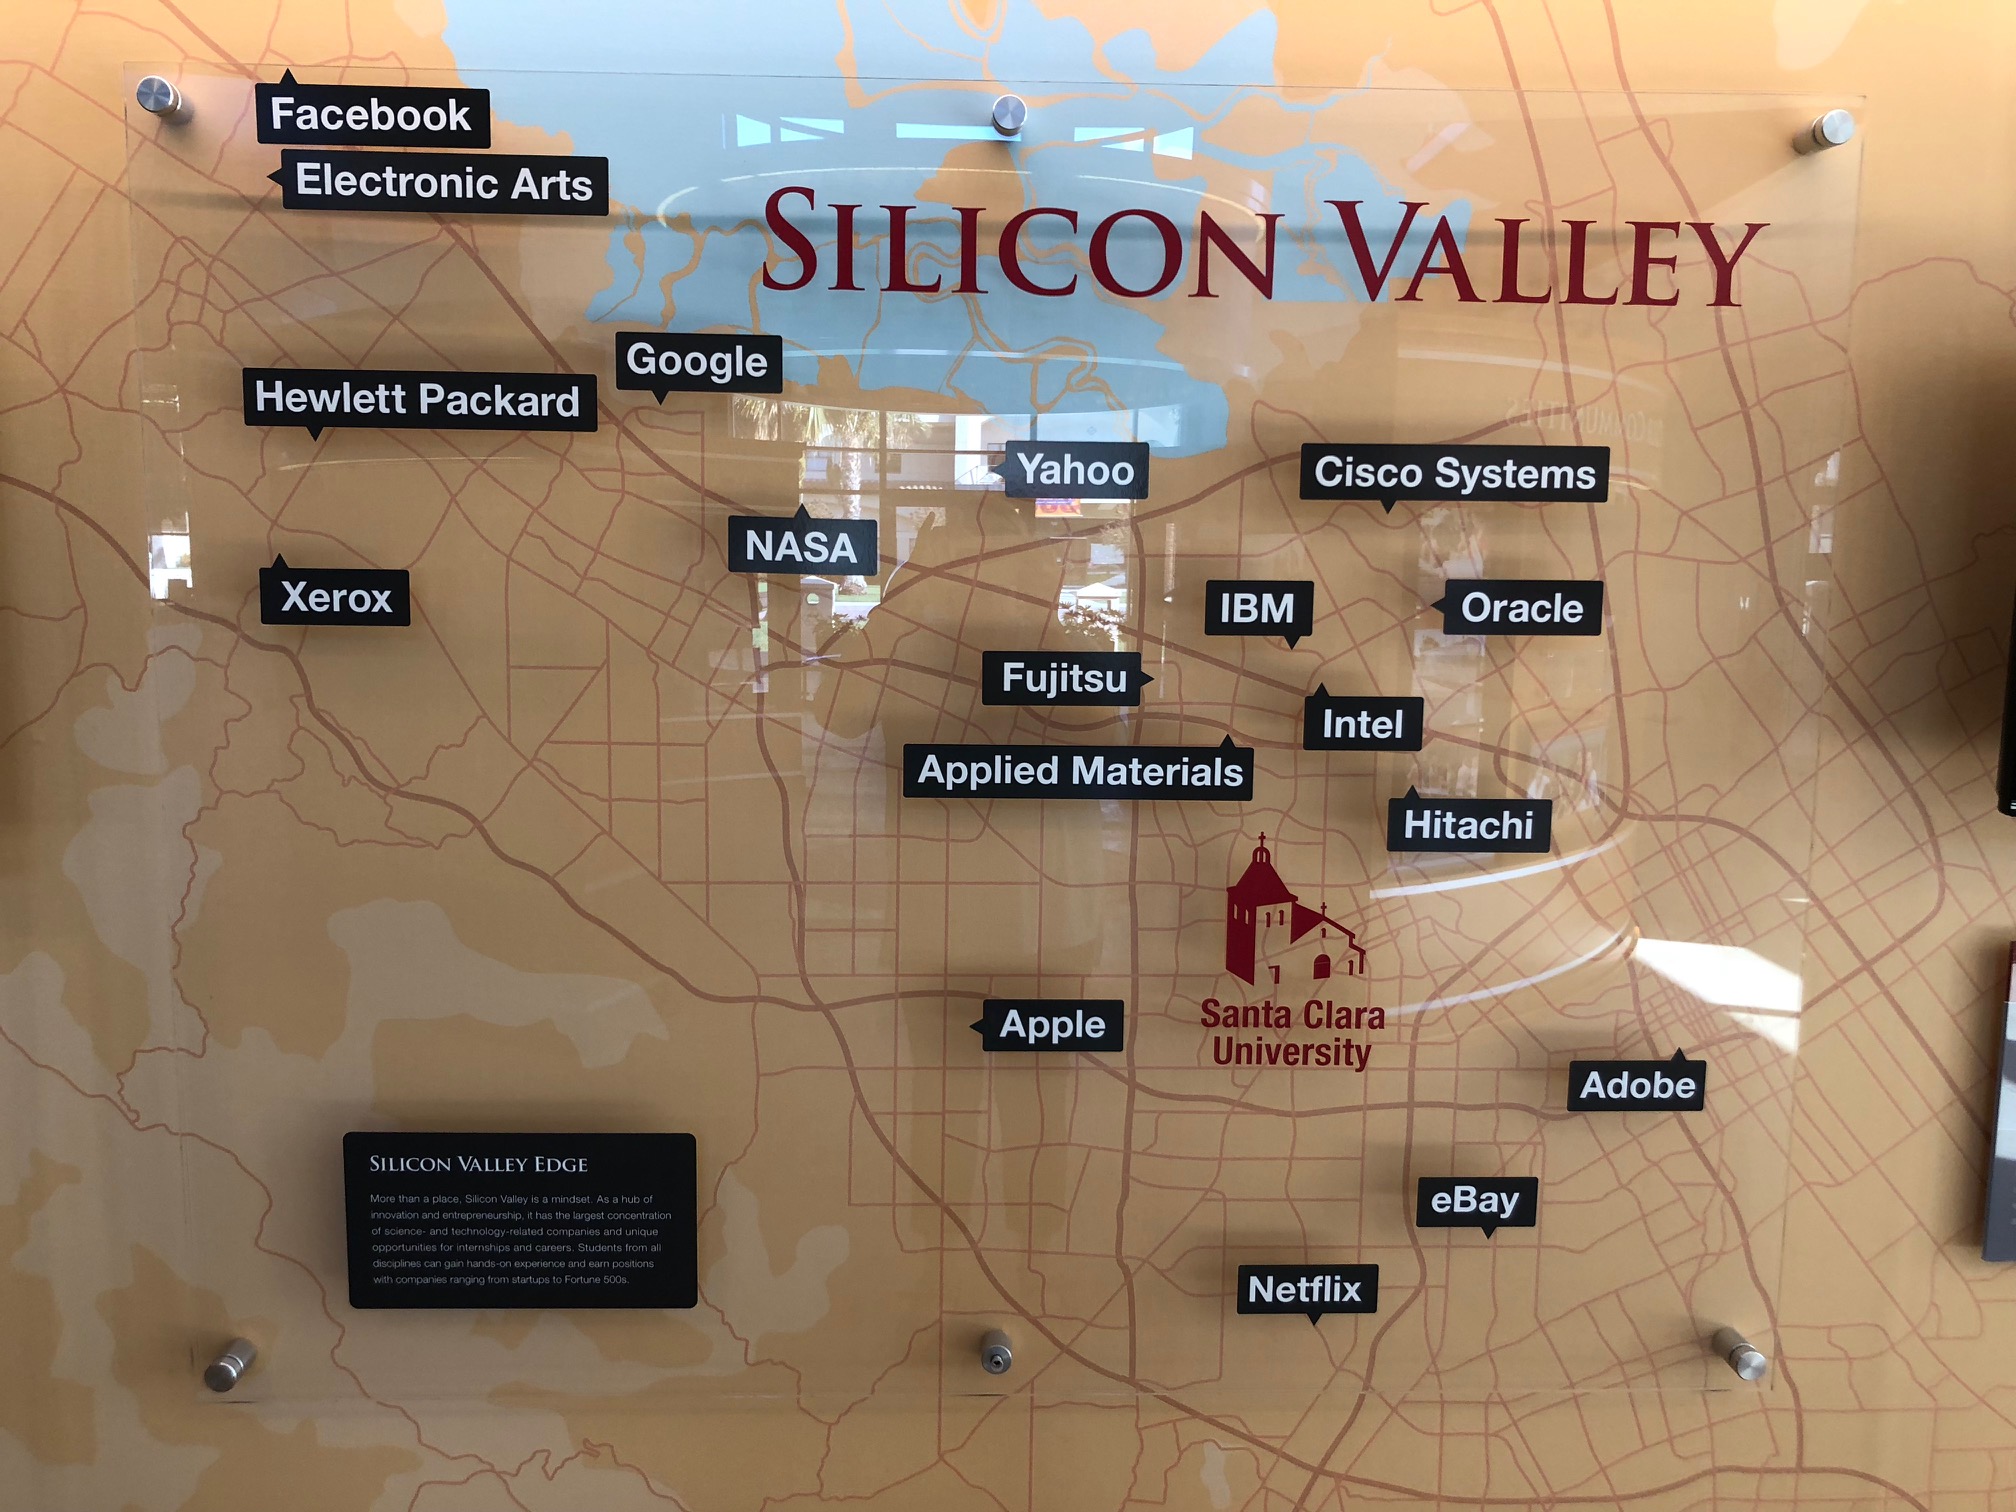 Facebook
Electronic Arts
SILICON VALLEY
Google
Hewlett Packard
Yahoo
Cisco Systems
NASA
Xerox
IBM
Oracle
Fujitsu
Intel
Applied Materials
Hitachi
Santa Clara
University
Apple
Adobe
eBay
Netflix
SILICON VALLEY EDGE
More than a place, Silicon Valley is a mindset. As a hub of
innovation and entrepreneurship, it has the largest concentration
of science- and technology-related companies and unique
opportunities for internships and careers. Students from all
disciplines can gain hands-on experience and earn positions
with companies ranging from startups to Fortune 500s.